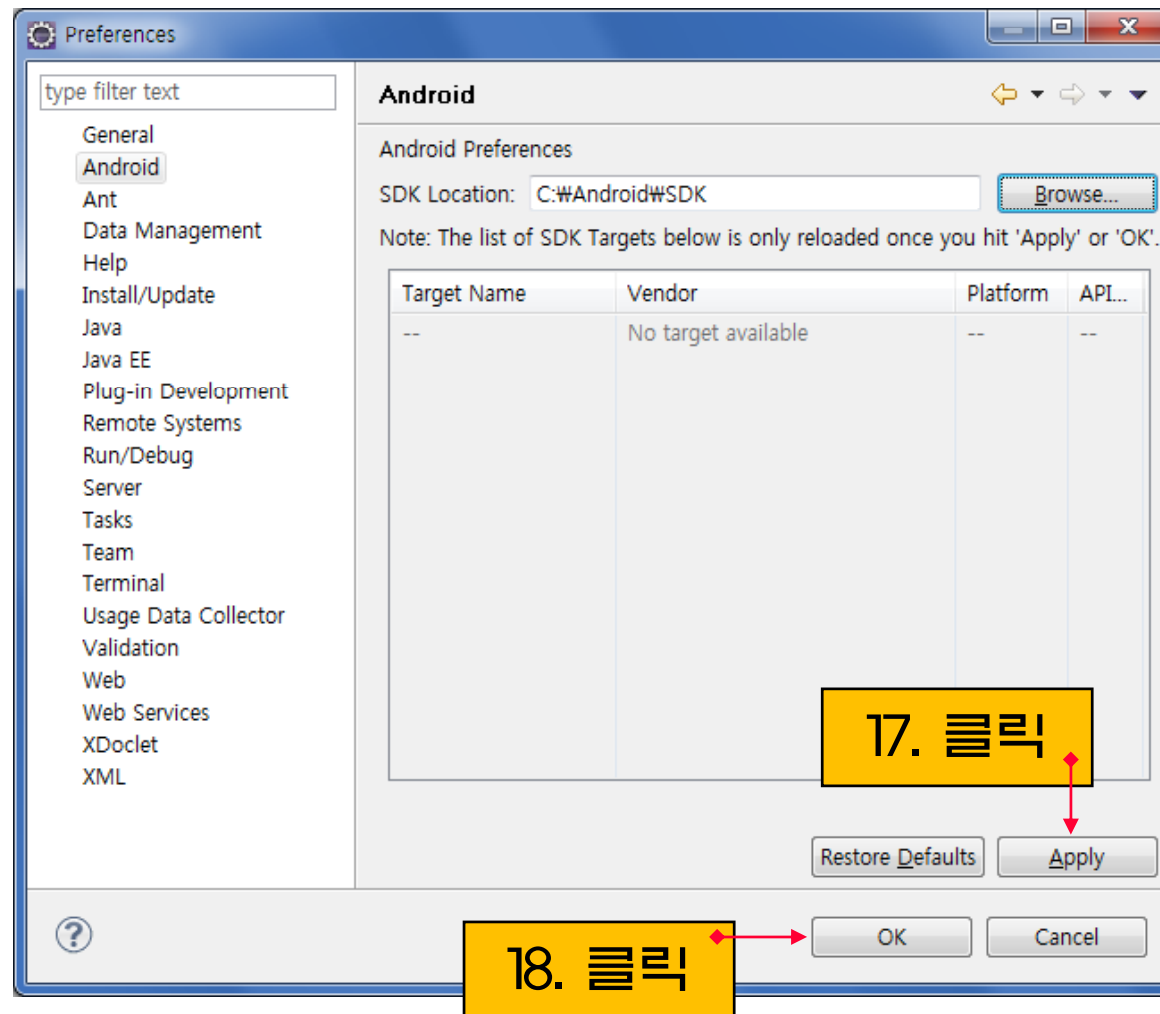 Preferences
type filter text
General
Android
Ant
Data Management
Help
Install/Update
Java
Java EE
Plug-in Development
Remote Systems
Run/Debug
Server
Tasks
Team
Terminal
Usage Data Collector
Validation
Web
Web Services
XDoclet
XML
Android
Android Preferences
SDK Location: C:₩Android₩SDK Browse...
Note: The list of SDK Targets below is only reloaded once you hit 'Apply' or 'OK'.
Target Name Vendor Platform API...
-- No target available -- --
17. 클릭
Restore Defaults Apply
OK Cancel
18. 클릭